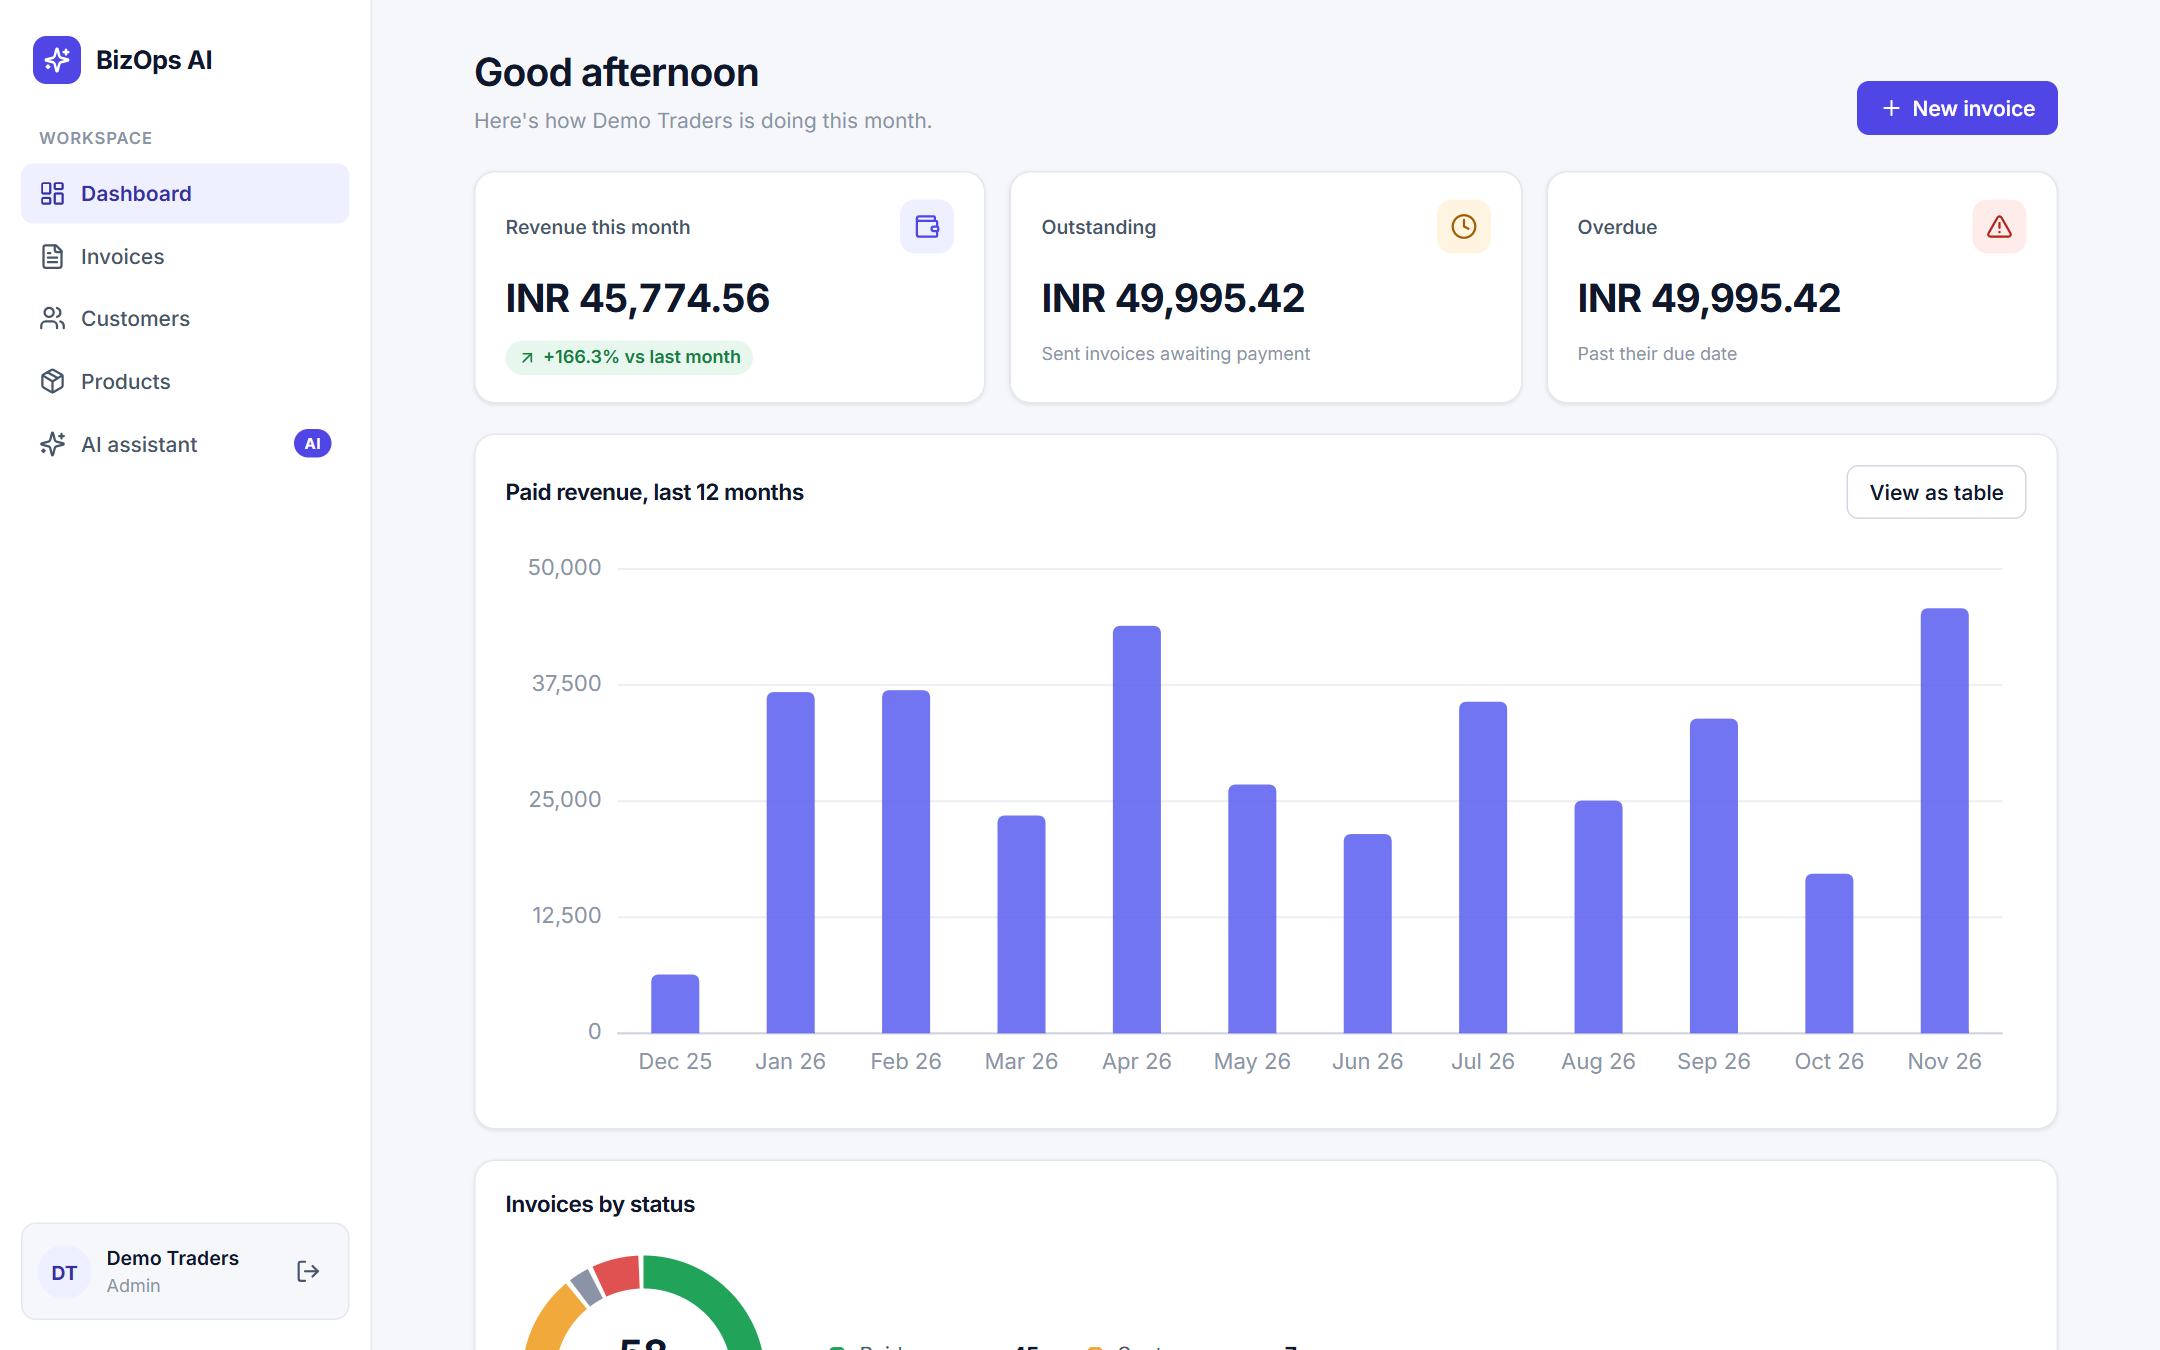 BizOps AI
WORKSPACE
Dashboard
Invoices
Customers
Products
AI assistant
AI
DT
Demo Traders
Admin
Good afternoon
Here's how Demo Traders is doing this month.
New invoice
Revenue this month
INR 45,774.56
+166.3% vs last month
Outstanding
INR 49,995.42
Sent invoices awaiting payment
Overdue
INR 49,995.42
Past their due date
Paid revenue, last 12 months
View as table
50,000
37,500
25,000
12,500
0
Dec 25 Jan 26 Feb 26 Mar 26 Apr 26 May 26 Jun 26 Jul 26 Aug 26 Sep 26 Oct 26 Nov 26
Invoices by status
58